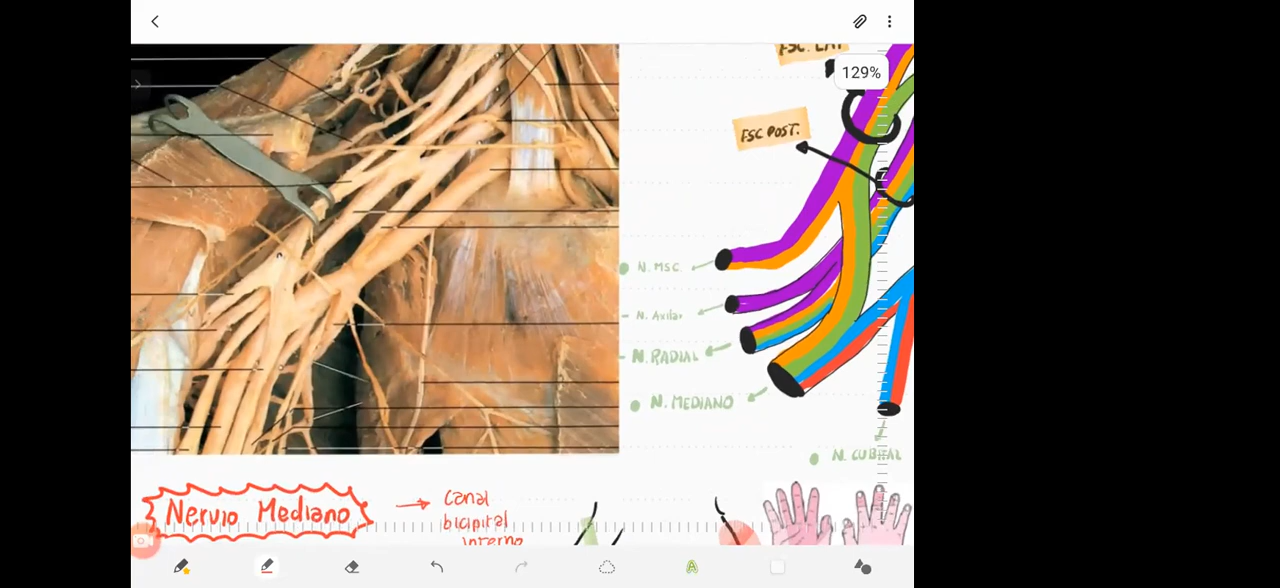 FSC. LAT
129%
FSC POST.
N. MSC.
N. Axilar
N. RADIAL
N. MEDIANO
N. CUBITAL
Nervio Mediano
Canal
bicipital
interno